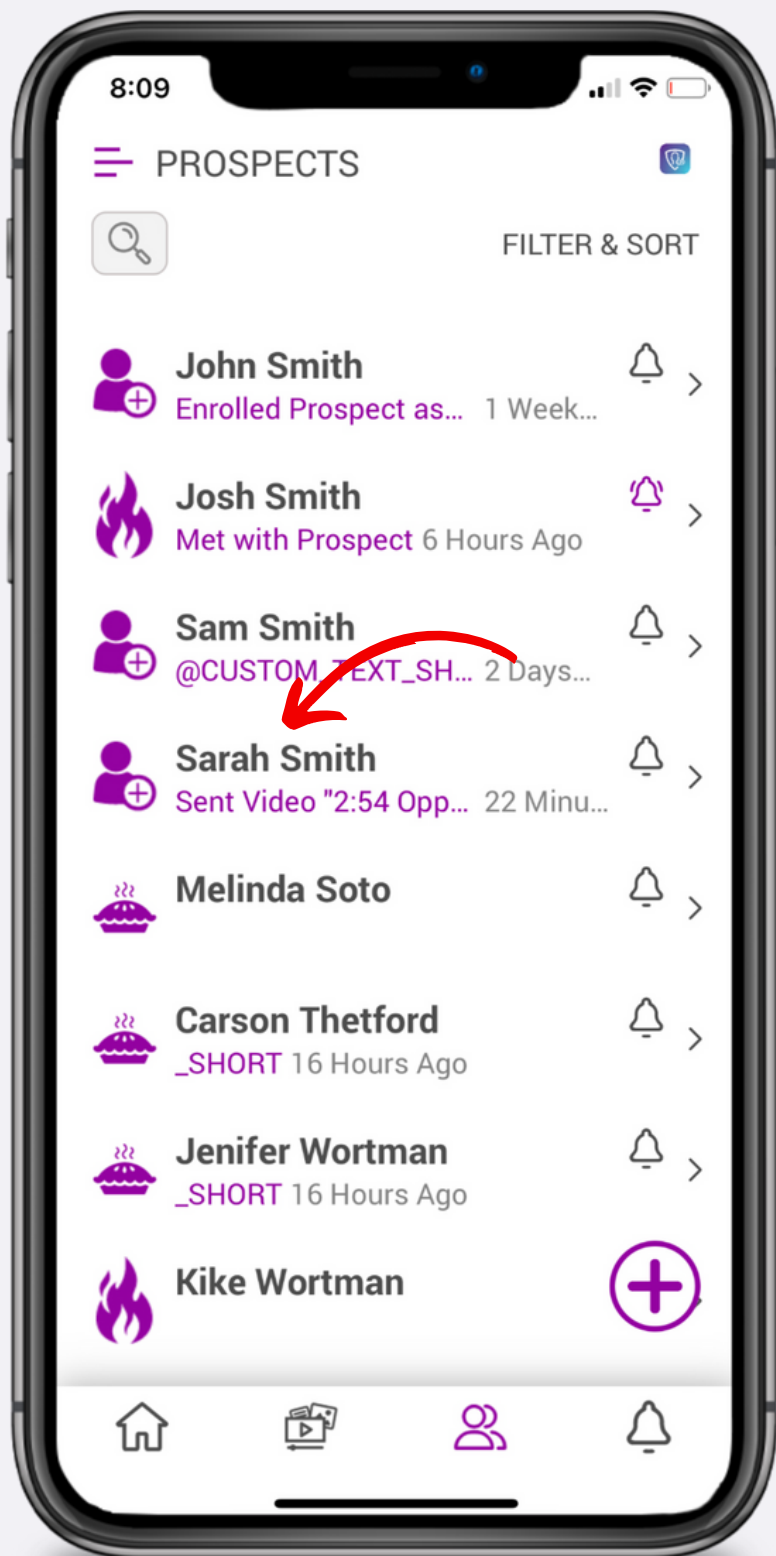 8:09
PROSPECTS
FILTER & SORT
John Smith
Enrolled Prospect as... 1 Week...
Josh Smith
Met with Prospect 6 Hours Ago
Sam Smith
@CUSTOM_TEXT_SH... 2 Days...
Sarah Smith
Sent Video "2:54 Opp... 22 Minu...
Melinda Soto
Carson Thetford
_SHORT 16 Hours Ago
Jenifer Wortman
_SHORT 16 Hours Ago
Kike Wortman